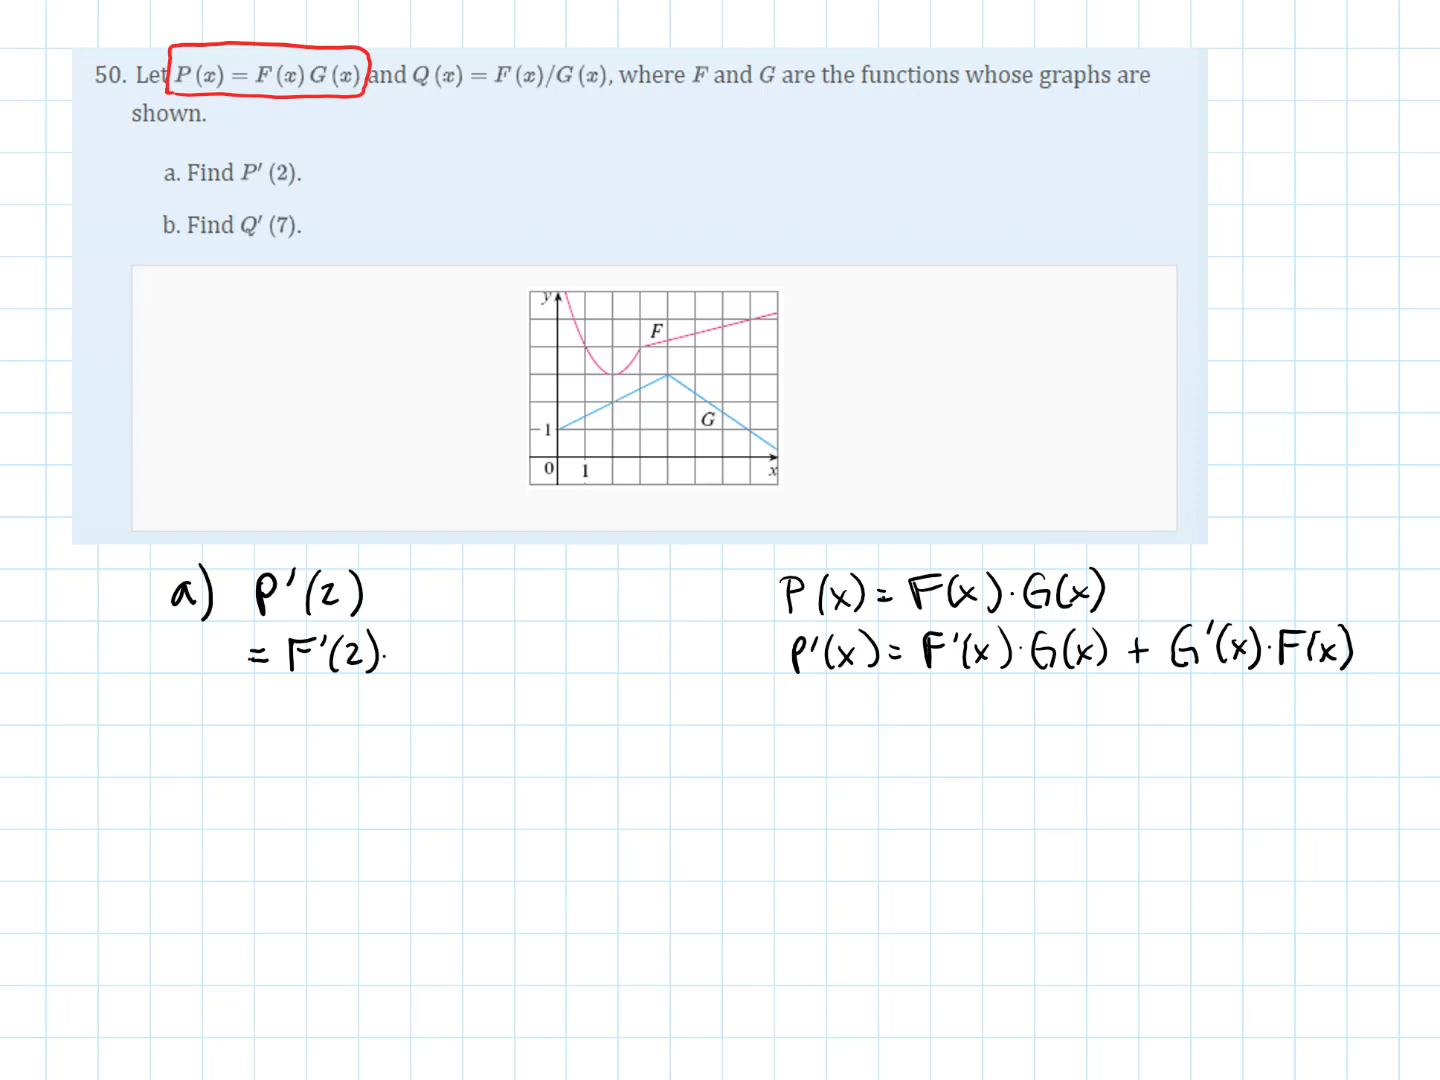 50. Let P (x) = F (x) G (x) and Q (x) = F (x)/G (x), where F and G are the functions whose graphs are
shown.
a. Find P′ (2).
b. Find Q′ (7).
y
F
G
1
0
1
x
a) P'(2)
= F'(2)·
P(x) = F(x)·G(x)
P'(x) = F'(x)·G(x) + G'(x)·F(x)